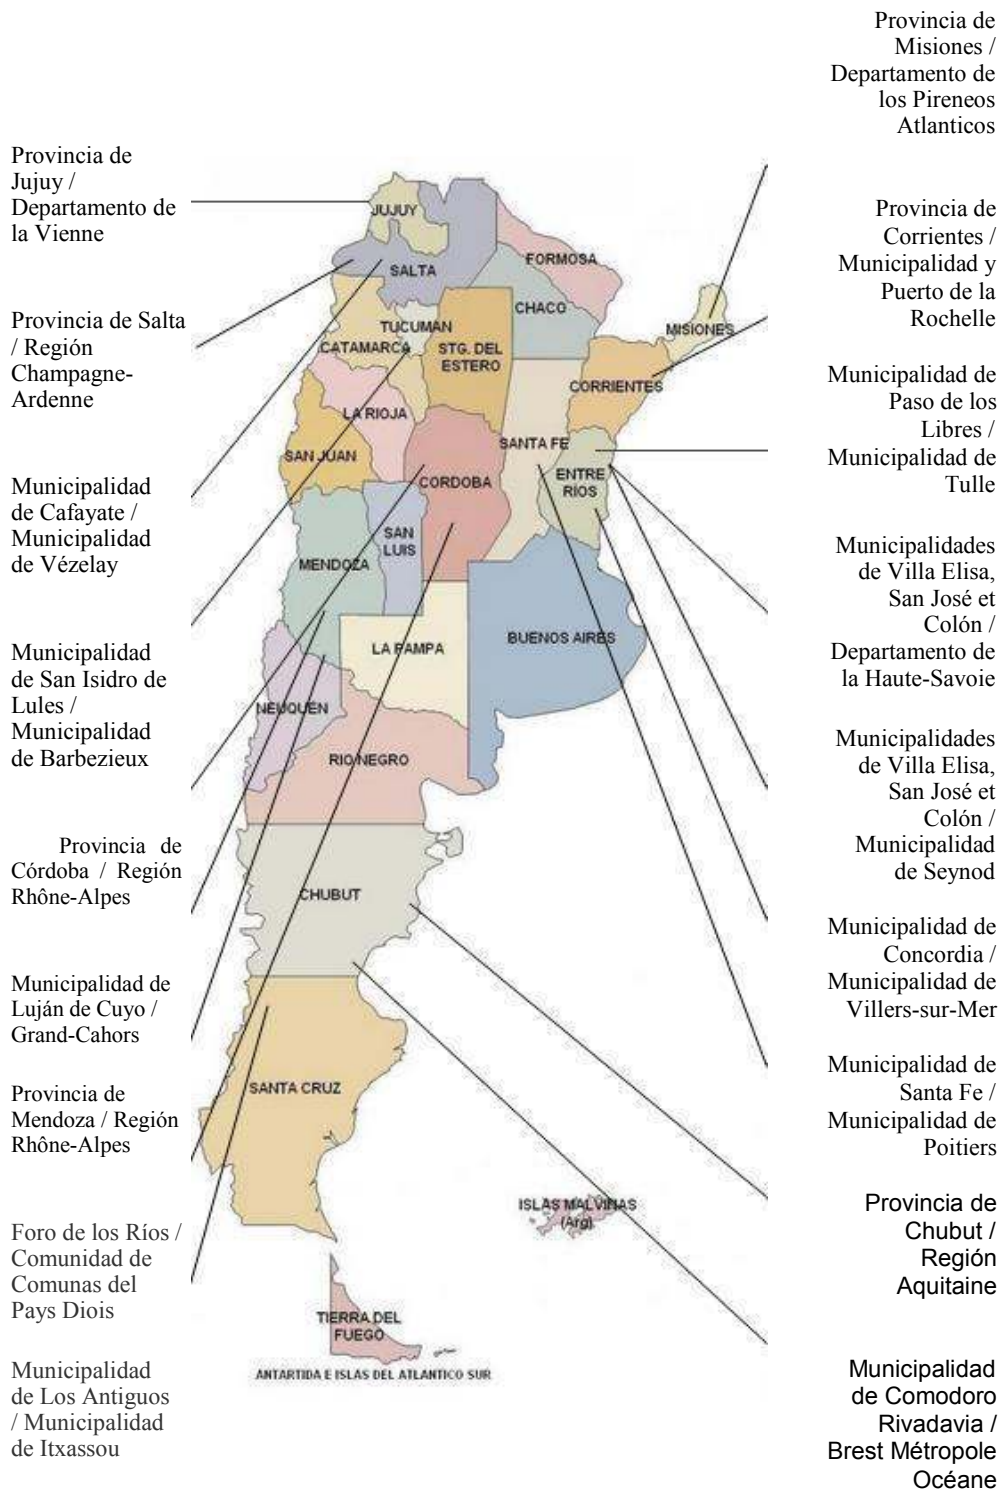 Provincia de
Jujuy /
Departamento de
la Vienne
Provincia de Salta
/ Región
Champagne-
Ardenne
Municipalidad
de Cafayate /
Municipalidad
de Vézelay
Municipalidad
de San Isidro de
Lules /
Municipalidad
de Barbezieux
Provincia de
Córdoba / Región
Rhône-Alpes
Municipalidad de
Luján de Cuyo /
Grand-Cahors
Provincia de
Mendoza / Región
Rhône-Alpes
Foro de los Ríos /
Comunidad de
Comunas del
Pays Diois
Municipalidad
de Los Antiguos
/ Municipalidad
de Itxassou
JUJUY
SALTA
FORMOSA
CHACO
MISIONES
TUCUMAN
CATAMARCA
STG. DEL
ESTERO
CORRIENTES
LA RIOJA
SANTA FE
SAN JUAN
CORDOBA
ENTRE
RIOS
SAN
LUIS
MENDOZA
LA PAMPA
BUENOS AIRES
NEUQUEN
RIO NEGRO
CHUBUT
SANTA CRUZ
ISLAS MALVINAS
(Arg)
TIERRA DEL
FUEGO
ANTARTIDA E ISLAS DEL ATLANTICO SUR
Provincia de
Misiones /
Departamento de
los Pireneos
Atlanticos
Provincia de
Corrientes /
Municipalidad y
Puerto de la
Rochelle
Municipalidad de
Paso de los
Libres /
Municipalidad de
Tulle
Municipalidades
de Villa Elisa,
San José et
Colón /
Departamento de
la Haute-Savoie
Municipalidades
de Villa Elisa,
San José et
Colón /
Municipalidad
de Seynod
Municipalidad de
Concordia /
Municipalidad de
Villers-sur-Mer
Municipalidad de
Santa Fe /
Municipalidad de
Poitiers
Provincia de
Chubut /
Región
Aquitaine
Municipalidad
de Comodoro
Rivadavia /
Brest Métropole
Océane